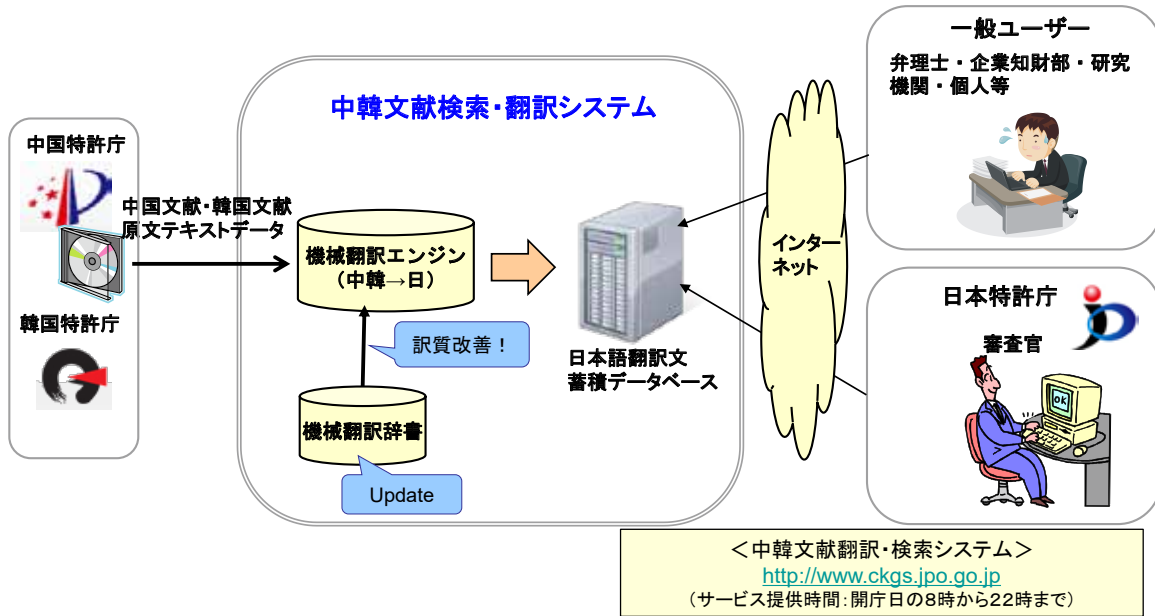 中韓文献検索・翻訳システム
中国特許庁
韓国特許庁
中国文献・韓国文献
原文テキストデータ
機械翻訳エンジン
（中韓→日）
訳質改善！
機械翻訳辞書
Update
日本語翻訳文
蓄積データベース
インター
ネット
一般ユーザー
弁理士・企業知財部・研究
機関・個人等
日本特許庁
審査官
OK
＜中韓文献翻訳・検索システム＞
http://www.ckgs.jpo.go.jp
（サービス提供時間：開庁日の8時から22時まで）